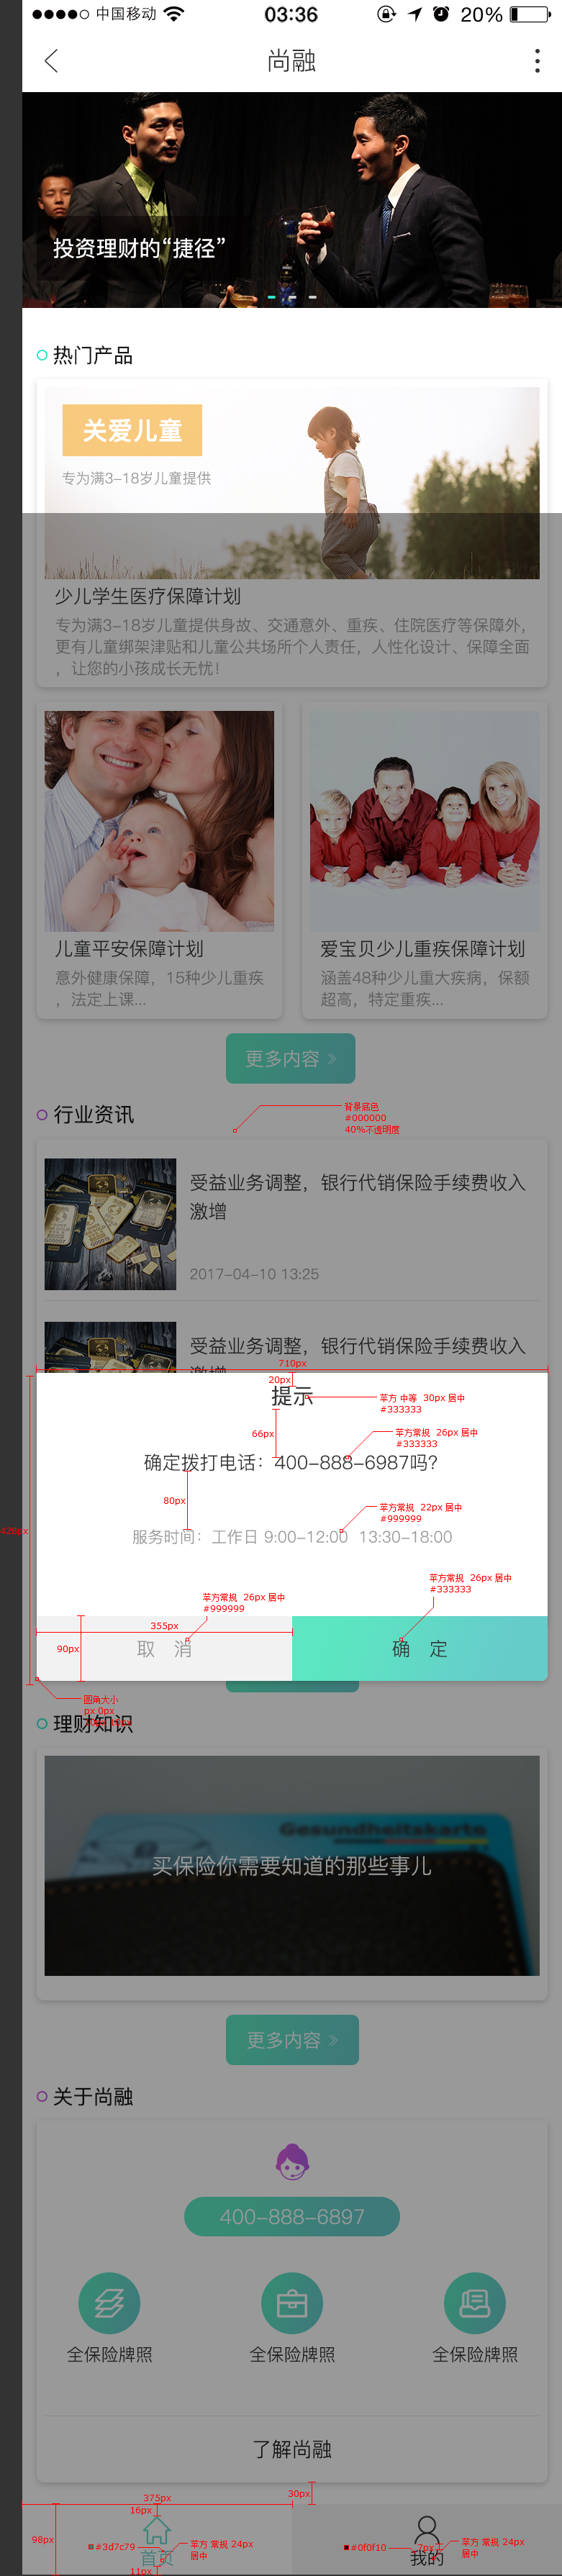 中国移动
03:36
20%
尚融
投资理财的“捷径”
热门产品
关爱儿童
专为满3-18岁儿童提供
少儿学生医疗保障计划
专为满3-18岁儿童提供身故、交通意外、重疾、住院医疗等保障外,
更有儿童绑架津贴和儿童公共场所个人责任，人性化设计、保障全面
，让您的小孩成长无忧!
儿童平安保障计划
意外健康保障，15种少儿重疾
，法定上课...
爱宝贝少儿重疾保障计划
涵盖48种少儿重大疾病，保额
超高，特定重疾...
更多内容
行业资讯
背景底色
#000000
40%不透明度
受益业务调整，银行代销保险手续费收入
激增
2017-04-10 13:25
受益业务调整，银行代销保险手续费收入
激增
710px
20px
提示
苹方 中等 30px 居中
#333333
66px
苹方常规 26px 居中
#333333
确定拨打电话：400-888-6987吗?
80px
苹方常规 22px 居中
#999999
428px
服务时间：工作日 9:00-12:00 13:30-18:00
苹方常规 26px 居中
#333333
苹方常规 26px 居中
#999999
355px
90px
取 消
确 定
圆角大小
px 0px
理财知识
Gesundheitskarte
买保险你需要知道的那些事儿
更多内容
关于尚融
400-888-6897
全保险牌照
全保险牌照
全保险牌照
了解尚融
30px
375px
16px
98px
#3d7c79
苹方 常规 24px
居中
首页
11px
#0f0f10
7px
苹方 常规 24px
居中
我的